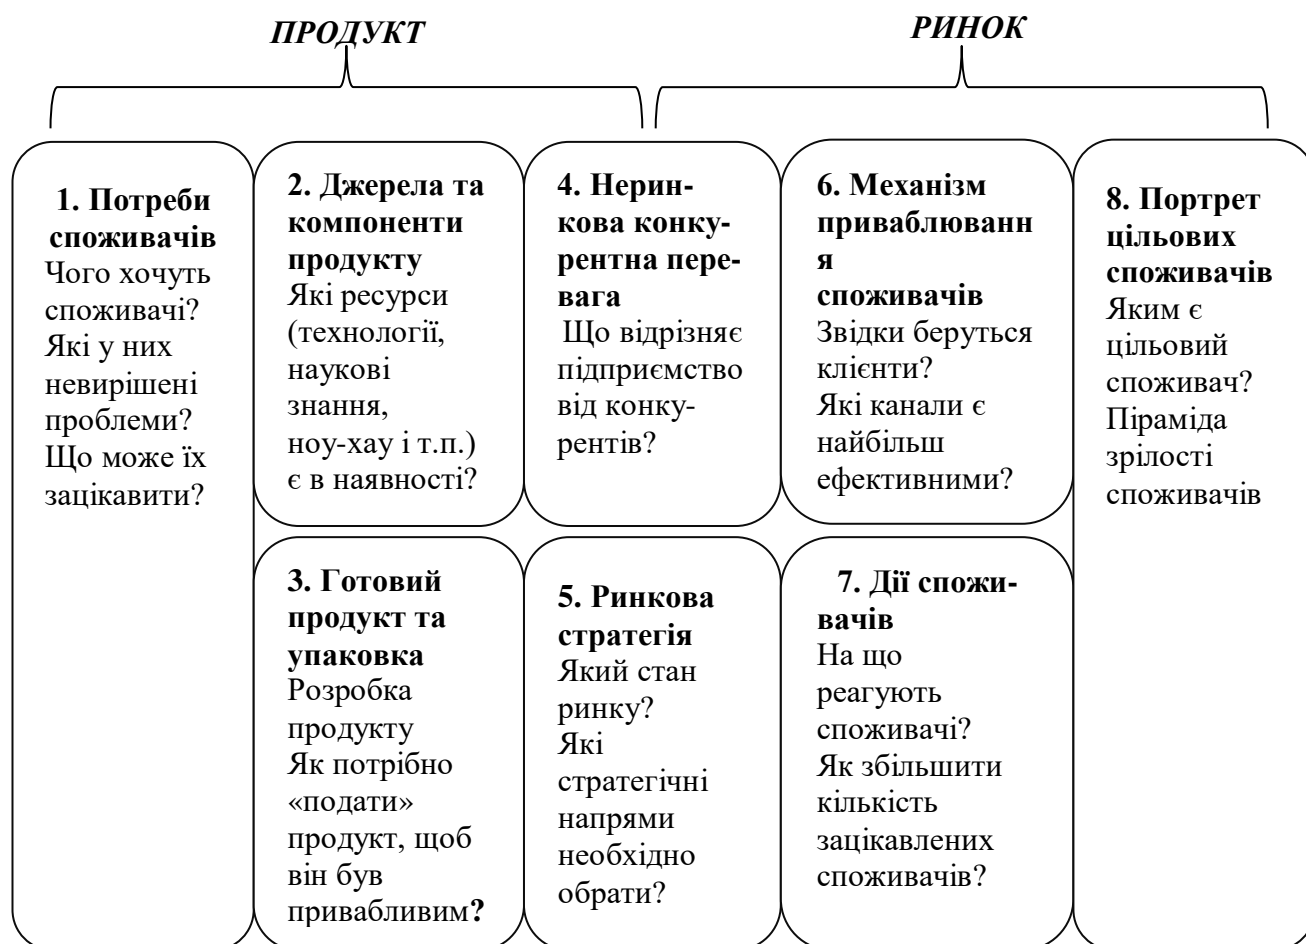 ПРОДУКТ
РИНОК
1. Потреби
споживачів
Чого хочуть
споживачі?
Які у них
невирішені
проблеми?
Що може їх
зацікавити?
2. Джерела та
компоненти
продукту
Які ресурси
(технології,
наукові
знання,
ноу-хау і т.п.)
є в наявності?
3. Готовий
продукт та
упаковка
Розробка
продукту
Як потрібно
«подати»
продукт, щоб
він був
привабливим?
4. Нерин-
кова конку-
рентна пере-
вага
Що відрізняє
підприємство
від конку-
рентів?
5. Ринкова
стратегія
Який стан
ринку?
Які
стратегічні
напрями
необхідно
обрати?
6. Механізм
приваблюванн
я
споживачів
Звідки беруться
клієнти?
Які канали є
найбільш
ефективними?
7. Дії спожи-
вачів
На що
реагують
споживачі?
Як збільшити
кількість
зацікавлених
споживачів?
8. Портрет
цільових
споживачів
Яким є
цільовий
споживач?
Піраміда
зрілості
споживачів